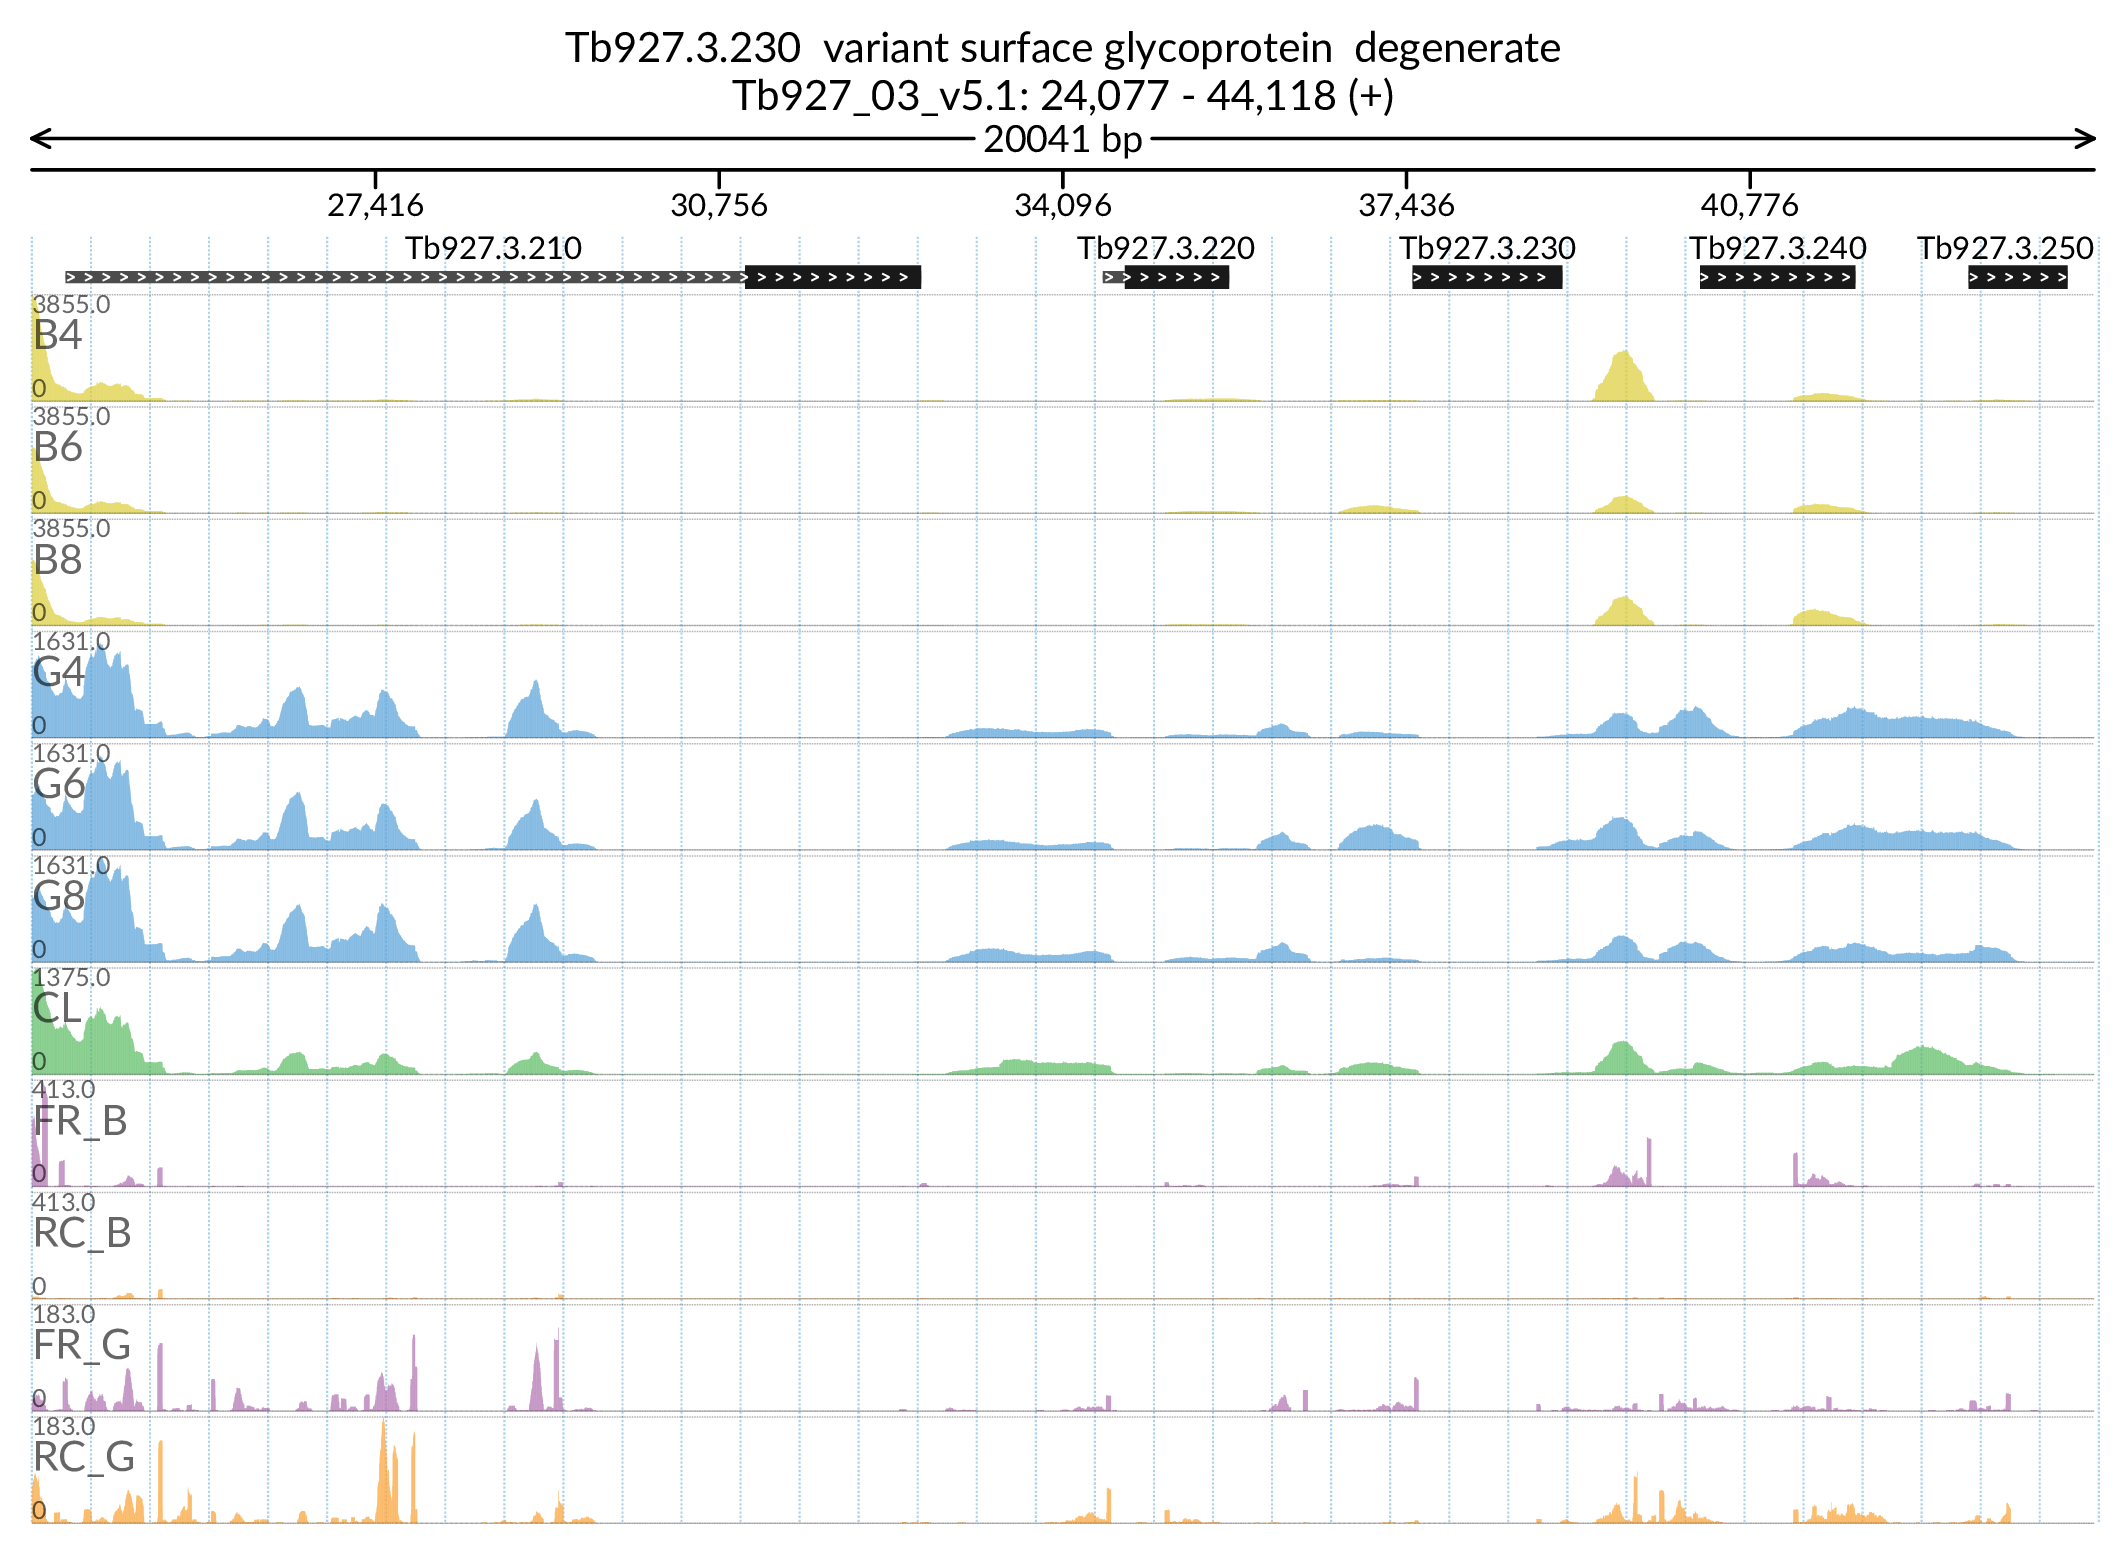 Tb927.3.230 variant surface glycoprotein degenerate
Tb927_03_v5.1: 24,077 - 44,118 (+)
20041 bp
27,416 30,756 34,096 37,436 40,776
Tb927.3.210 Tb927.3.220 Tb927.3.230 Tb927.3.240 Tb927.3.250
3855.0
B4
0
3855.0
B6
0
3855.0
B8
0
1631.0
G4
0
1631.0
G6
0
1631.0
G8
0
1375.0
CL
0
413.0
FR_B
0
413.0
RC_B
0
183.0
FR_G
0
183.0
RC_G
0